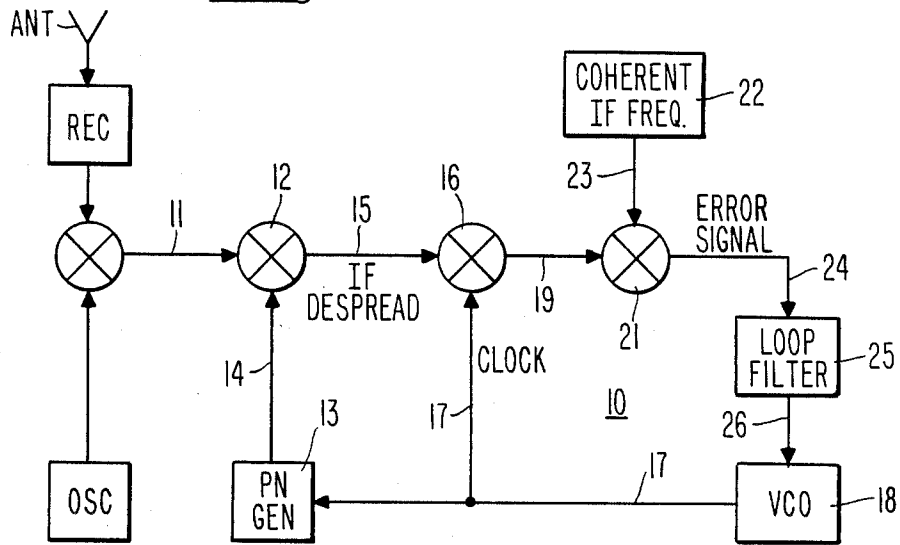 ANT
REC
OSC
11
12
15
IF
DESPREAD
14
13
PN
GEN
16
17
CLOCK
19
COHERENT
IF FREQ.
22
23
21
ERROR
SIGNAL
24
LOOP
FILTER
25
26
10
17
VCO
18